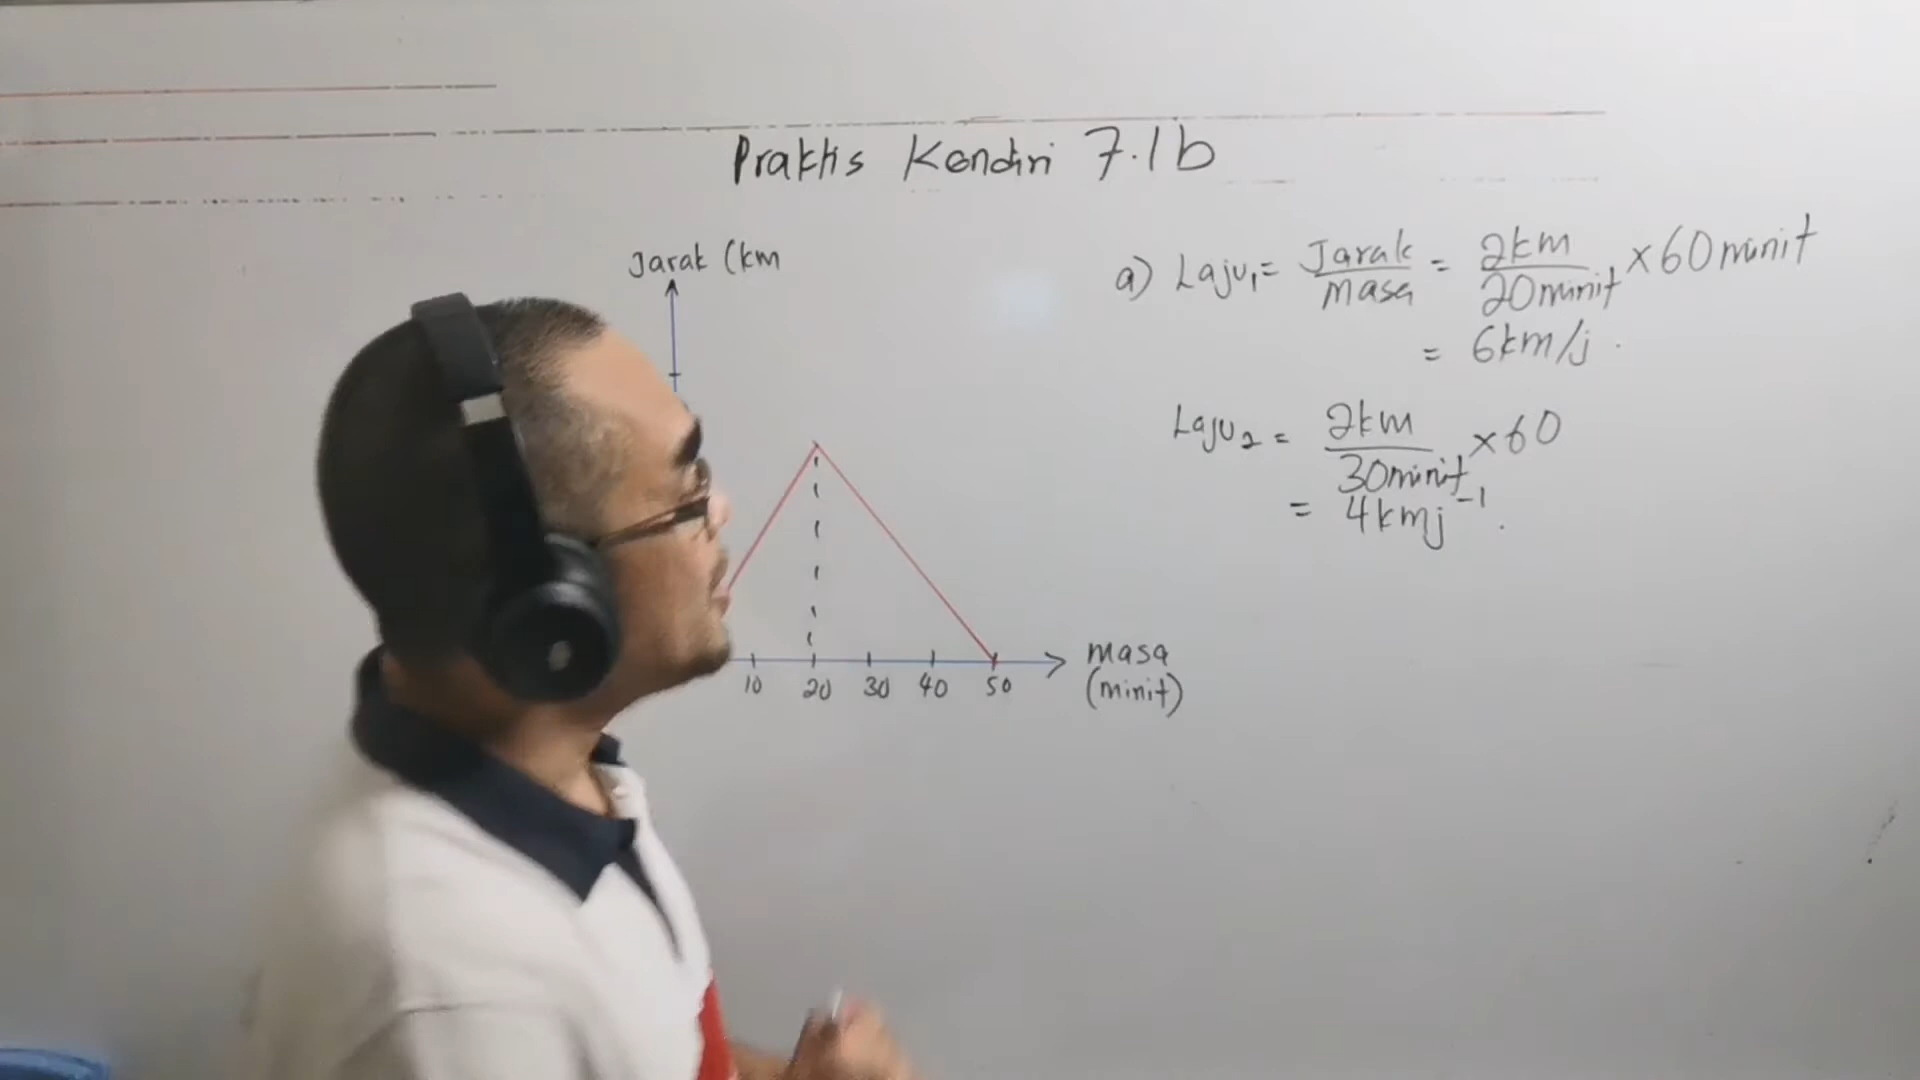 Praktis Kendiri 7.1b
Jarak (km
10 20 30 40 50
masa
(minit)
a) Laju₁ = Jarak/masa = 2km/20minit × 60minit
= 6km/j.
Laju₂ = 2km/30minit × 60
= 4kmj⁻¹.